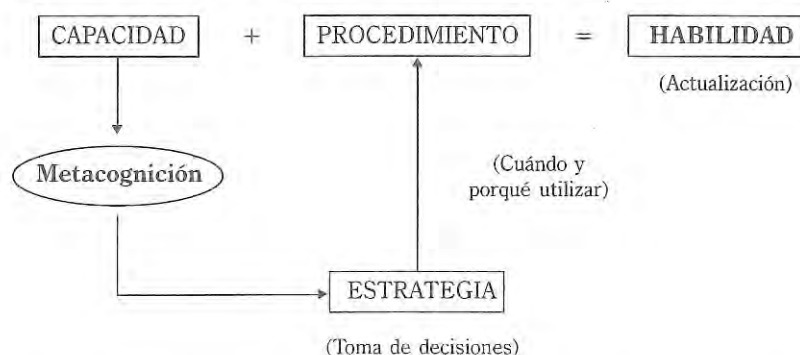 CAPACIDAD + PROCEDIMIENTO = HABILIDAD
(Actualización)
Metacognición
(Cuándo y
porqué utilizar)
ESTRATEGIA
(Toma de decisiones)